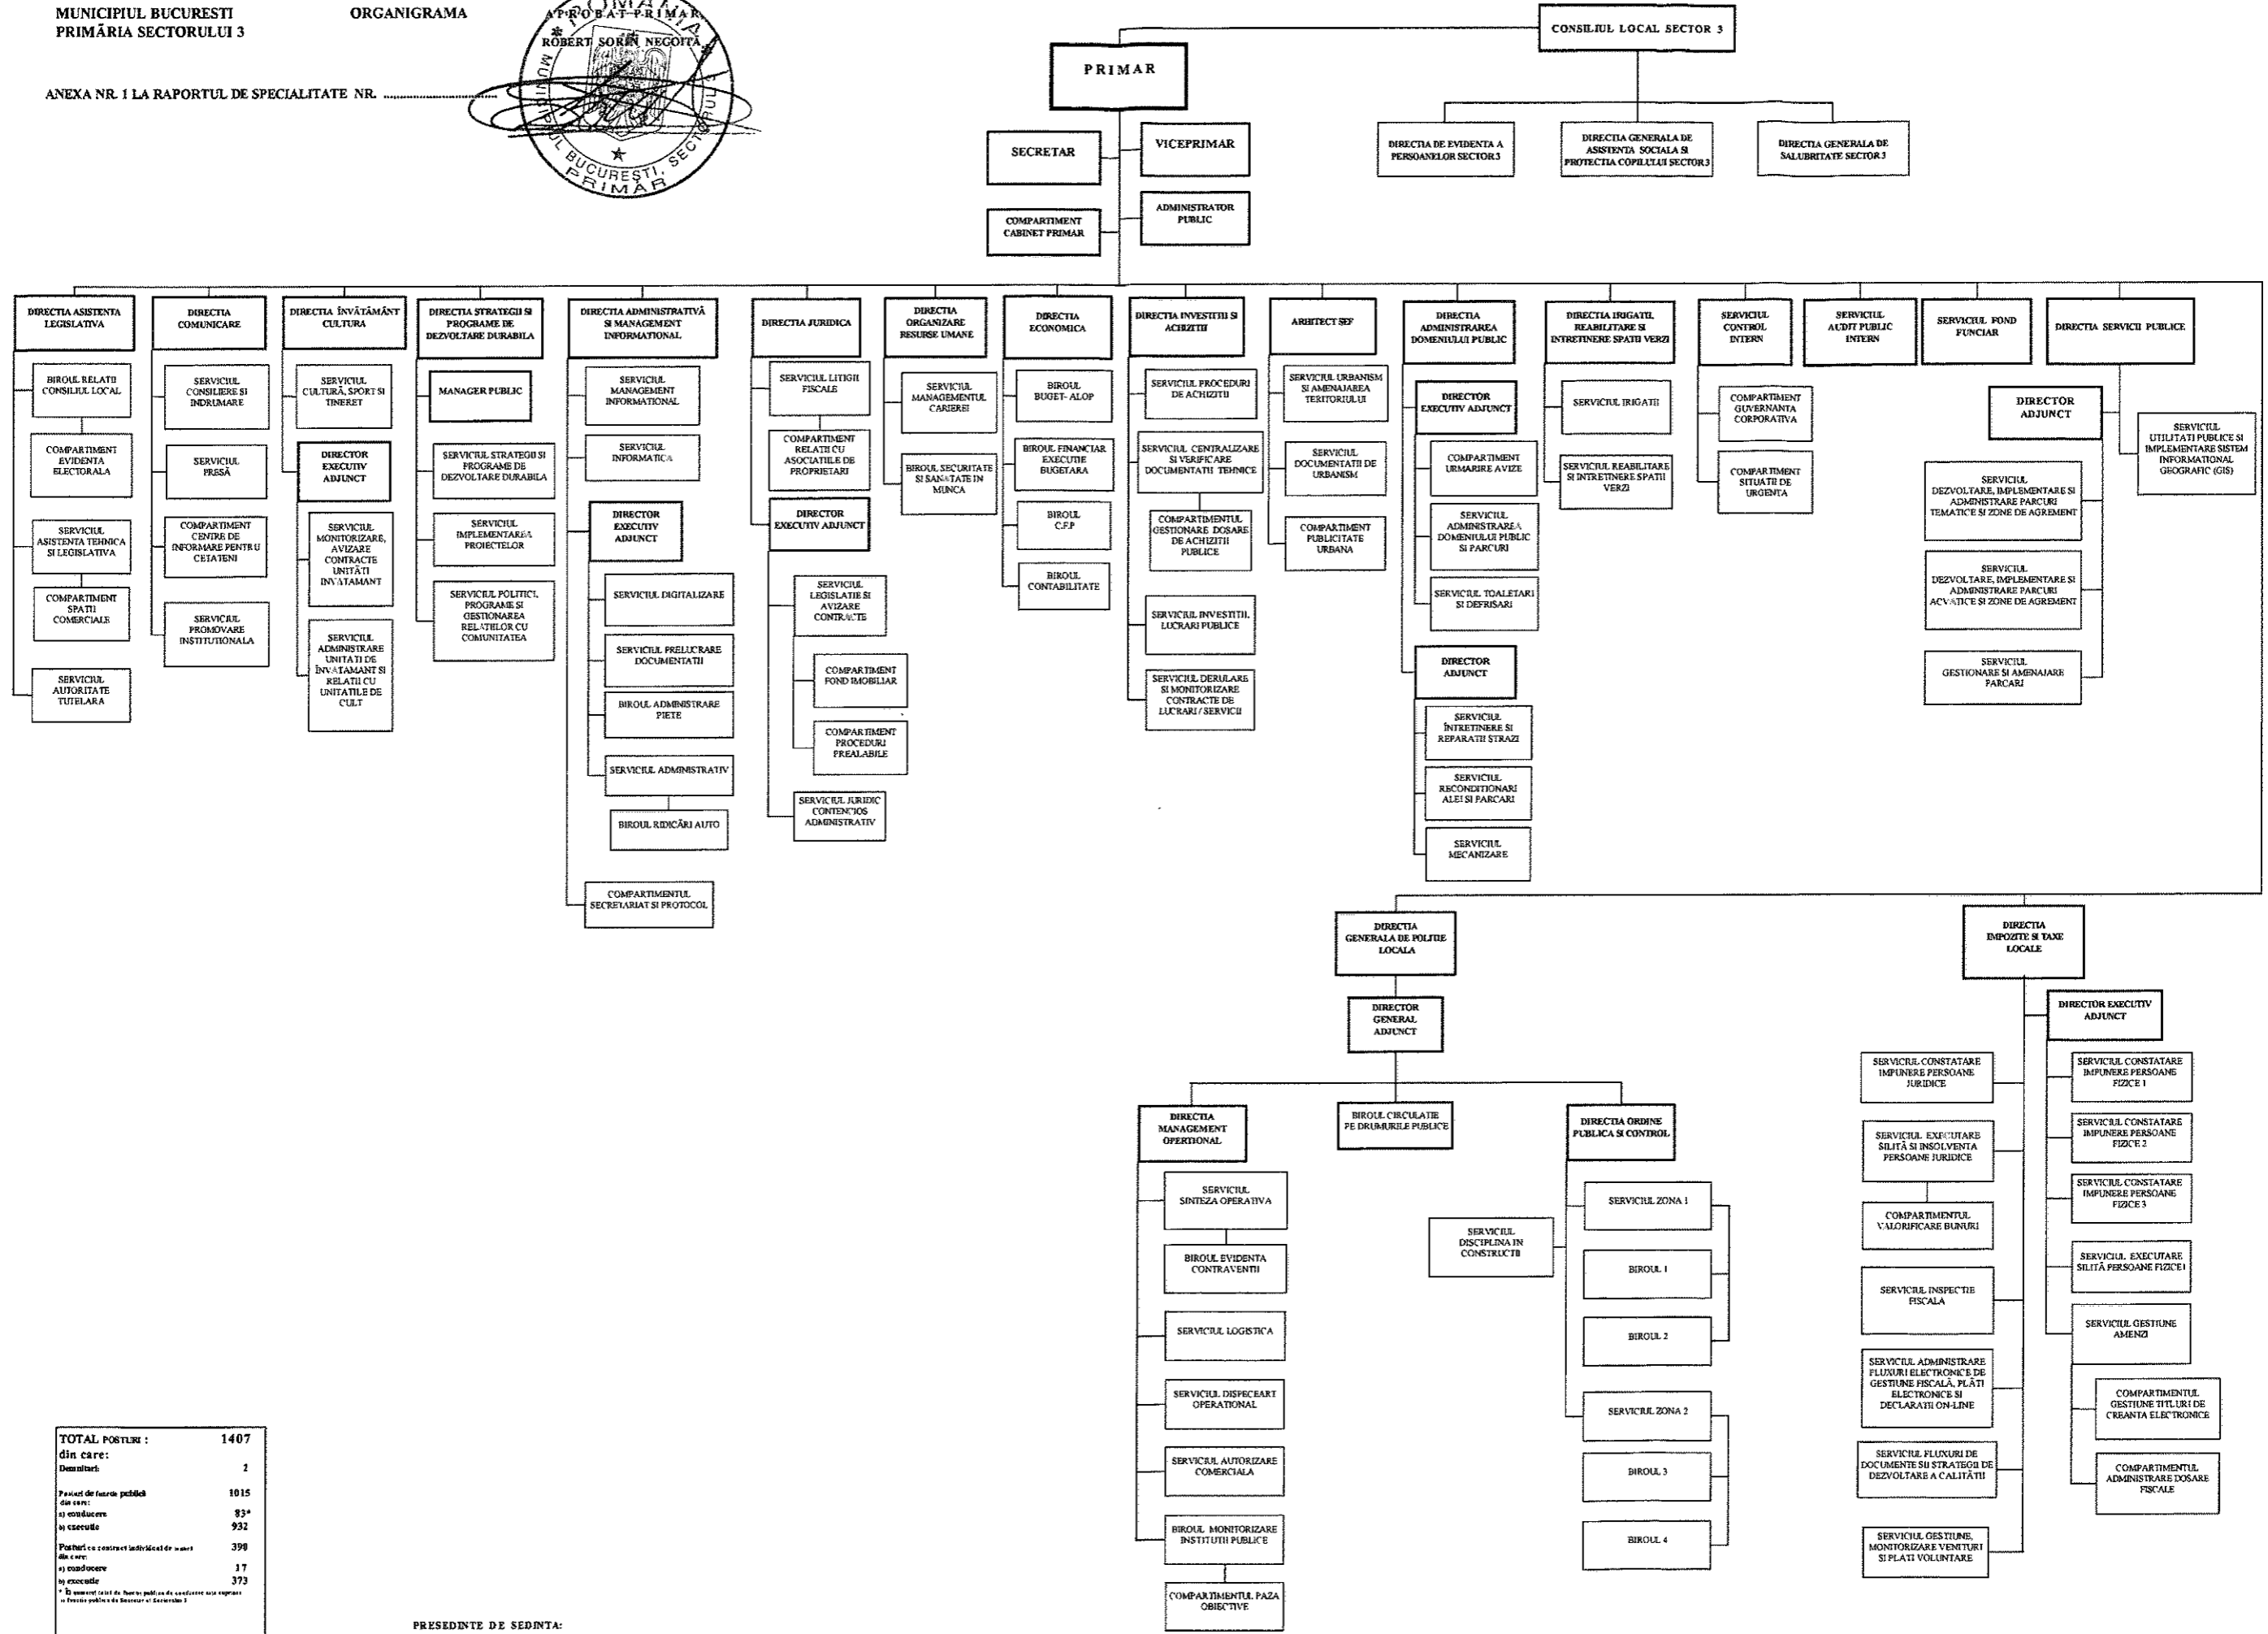 MUNICIPIUL BUCURESTI
PRIMĂRIA SECTORULUI 3
ORGANIGRAMA
APROBAT PRIMAR
ROBERT SORIN NEGOIŢĂ
ROMANIA
MUNICIPIUL BUCUREŞTI, SECTORUL 3
PRIMAR
ANEXA NR. 1 LA RAPORTUL DE SPECIALITATE NR. ..............................
CONSILIUL LOCAL SECTOR 3
PRIMAR
SECRETAR
VICEPRIMAR
COMPARTIMENT
CABINET PRIMAR
ADMINISTRATOR
PUBLIC
DIRECTIA DE EVIDENTA A
PERSOANELOR SECTOR 3
DIRECTIA GENERALA DE
ASISTENTA SOCIALA SI
PROTECTIA COPILULUI SECTOR 3
DIRECTIA GENERALA DE
SALUBRITATE SECTOR 3
DIRECTIA ASISTENTA
LEGISLATIVA
BIROUL RELATII
CONSILIUL LOCAL
COMPARTIMENT
EVIDENTA
ELECTORALA
SERVICIUL
ASISTENTA TEHNICA
SI LEGISLATIVA
COMPARTIMENT
SPATII
COMERCIALE
SERVICIUL
AUTORITATE
TUTELARA
DIRECTIA
COMUNICARE
SERVICIUL
CONSILIERE SI
INDRUMARE
SERVICIUL
PRESĂ
COMPARTIMENT
CENTRE DE
INFORMARE PENTRU
CETATENI
SERVICIUL
PROMOVARE
INSTITUTIONALA
DIRECTIA ÎNVĂTĂMÂNT
CULTURA
SERVICIUL
CULTURĂ, SPORT SI
TINERET
DIRECTOR
EXECUTIV
ADJUNCT
SERVICIUL
MONITORIZARE,
AVIZARE
CONTRACTE
UNITĂTI
INVATAMANT
SERVICIUL
ADMINISTRARE
UNITATI DE
ÎNVATAMANT SI
RELATII CU
UNITATILE DE
CULT
DIRECTIA STRATEGII SI
PROGRAME DE
DEZVOLTARE DURABILA
MANAGER PUBLIC
SERVICIUL STRATEGII SI
PROGRAME DE
DEZVOLTARE DURABILA
SERVICIUL
IMPLEMENTAREA
PROIECTELOR
SERVICIUL POLITICI,
PROGRAME SI
GESTIONAREA
RELATIILOR CU
COMUNITATEA
DIRECTIA ADMINISTRATIVĂ
SI MANAGEMENT
INFORMATIONAL
SERVICIUL
MANAGEMENT
INFORMATIONAL
SERVICIUL
INFORMATICA
DIRECTOR
EXECUTIV
ADJUNCT
SERVICIUL DIGITALIZARE
SERVICIUL PRELUCRARE
DOCUMENTATII
BIROUL ADMINISTRARE
PIETE
SERVICIUL ADMINISTRATIV
BIROUL RIDICĂRI AUTO
COMPARTIMENTUL
SECRETARIAT SI PROTOCOL
DIRECTIA JURIDICA
SERVICIUL LITIGII
FISCALE
COMPARTIMENT
RELATII CU
ASOCIATIILE DE
PROPRIETARI
DIRECTOR
EXECUTIV ADJUNCT
SERVICIUL
LEGISLATIE SI
AVIZARE
CONTRACTE
COMPARTIMENT
FOND IMOBILIAR
COMPARTIMENT
PROCEDURI
PREALABILE
SERVICIUL JURIDIC
CONTENCIOS
ADMINISTRATIV
DIRECTIA
ORGANIZARE
RESURSE UMANE
SERVICIUL
MANAGEMENTUL
CARIEREI
BIROUL SECURITATE
SI SANATATE IN
MUNCA
DIRECTIA
ECONOMICA
BIROUL
BUGET- ALOP
BIROUL FINANCIAR
EXECUTIE
BUGETARA
BIROUL
C.F.P
BIROUL
CONTABILITATE
DIRECTIA INVESTITII SI
ACHIZITII
SERVICIUL PROCEDURI
DE ACHIZITII
SERVICIUL CENTRALIZARE
SI VERIFICARE
DOCUMENTATII TEHNICE
COMPARTIMENTUL
GESTIONARE DOSARE
DE ACHIZITII
PUBLICE
SERVICIUL INVESTITII,
LUCRARI PUBLICE
SERVICIUL DERULARE
SI MONITORIZARE
CONTRACTE DE
LUCRARI / SERVICII
ARHITECT SEF
SERVICIUL URBANISM
SI AMENAJAREA
TERITORIULUI
SERVICIUL
DOCUMENTATII DE
URBANISM
COMPARTIMENT
PUBLICITATE
URBANA
DIRECTIA
ADMINISTRAREA
DOMENIULUI PUBLIC
DIRECTOR
EXECUTIV ADJUNCT
COMPARTIMENT
URMARIRE AVIZE
SERVICIUL
ADMINISTRAREA
DOMENIULUI PUBLIC
SI PARCURI
SERVICIUL TOALETARI
SI DEFRISARI
DIRECTOR
ADJUNCT
SERVICIUL
ÎNTRETINERE SI
REPARATII STRAZI
SERVICIUL
RECONDITIONARI
ALEI SI PARCARI
SERVICIUL
MECANIZARE
DIRECTIA IRIGATII,
REABILITARE SI
INTRETINERE SPATII VERZI
SERVICIUL IRIGATII
SERVICIUL REABILITARE
SI INTRETINERE SPATII
VERZI
SERVICIUL
CONTROL
INTERN
COMPARTIMENT
GUVERNANTA
CORPORATIVA
COMPARTIMENT
SITUATII DE
URGENTA
SERVICIUL
AUDIT PUBLIC
INTERN
SERVICIUL FOND
FUNCIAR
DIRECTIA SERVICII PUBLICE
DIRECTOR
ADJUNCT
SERVICIUL
DEZVOLTARE, IMPLEMENTARE SI
ADMINISTRARE PARCURI
TEMATICE SI ZONE DE AGREMENT
SERVICIUL
DEZVOLTARE, IMPLEMENTARE SI
ADMINISTRARE PARCURI
ACVATICE SI ZONE DE AGREMENT
SERVICIUL
GESTIONARE SI AMENAJARE
PARCARI
SERVICIUL
UTILITATI PUBLICE SI
IMPLEMENTARE SISTEM
INFORMATIONAL
GEOGRAFIC (GIS)
DIRECTIA
GENERALA DE POLITIE
LOCALA
DIRECTOR
GENERAL
ADJUNCT
DIRECTIA
MANAGEMENT
OPERTIONAL
SERVICIUL
SINTEZA OPERATIVA
BIROUL EVIDENTA
CONTRAVENTII
SERVICIUL LOGISTICA
SERVICIUL DISPECEART
OPERATIONAL
SERVICIUL AUTORIZARE
COMERCIALA
BIROUL MONITORIZARE
INSTITUTII PUBLICE
COMPARTIMENTUL PAZA
OBIECTIVE
BIROUL CIRCULATIE
PE DRUMURILE PUBLICE
DIRECTIA ORDINE
PUBLICA SI CONTROL
SERVICIUL
DISCIPLINA IN
CONSTRUCTII
SERVICIUL ZONA 1
BIROUL 1
BIROUL 2
SERVICIUL ZONA 2
BIROUL 3
BIROUL 4
DIRECTIA
IMPOZITE SI TAXE
LOCALE
SERVICIUL CONSTATARE
IMPUNERE PERSOANE
JURIDICE
SERVICIUL EXECUTARE
SILITĂ SI INSOLVENTA
PERSOANE JURIDICE
COMPARTIMENTUL
VALORIFICARE BUNURI
SERVICIUL INSPECTIE
FISCALA
SERVICIUL ADMINISTRARE
FLUXURI ELECTRONICE DE
GESTIUNE FISCALĂ, PLĂTI
ELECTRONICE SI
DECLARATII ON-LINE
SERVICIUL FLUXURI DE
DOCUMENTE SII STRATEGII DE
DEZVOLTARE A CALITĂTII
SERVICIUL GESTIUNE,
MONITORIZARE VENITURI
SI PLATI VOLUNTARE
DIRECTOR EXECUTIV
ADJUNCT
SERVICIUL CONSTATARE
IMPUNERE PERSOANE
FIZICE 1
SERVICIUL CONSTATARE
IMPUNERE PERSOANE
FIZICE 2
SERVICIUL CONSTATARE
IMPUNERE PERSOANE
FIZICE 3
SERVICIUL EXECUTARE
SILITĂ PERSOANE FIZICE1
SERVICIUL GESTIUNE
AMENZI
COMPARTIMENTUL
GESTIUNE TITLURI DE
CREANTA ELECTRONICE
COMPARTIMENTUL
ADMINISTRARE DOSARE
FISCALE
TOTAL POSTURI : 1407
din care:
Demnitari: 2
Posturi de functie publică 1015
din care:
a) conducere 83*
b) executie 932
Posturi cu contract individual de munca 390
din care:
a) conducere 17
b) executie 373
PRESEDINTE DE SEDINTA: